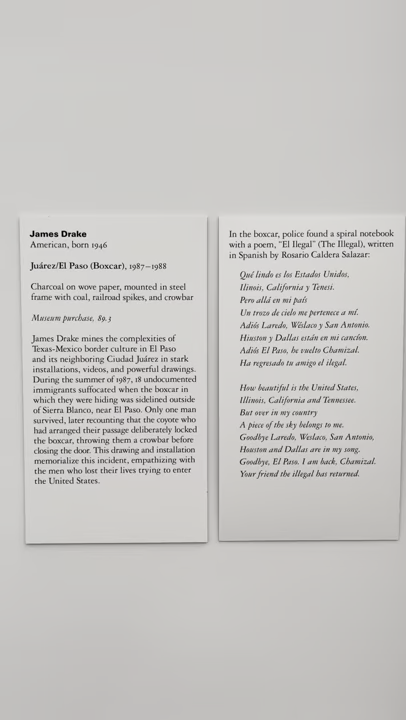 James Drake
American, born 1946
Juárez/El Paso (Boxcar), 1987–1988
Charcoal on wove paper, mounted in steel
frame with coal, railroad spikes, and crowbar
Museum purchase, 89.3
James Drake mines the complexities of
Texas-Mexico border culture in El Paso
and its neighboring Ciudad Juárez in stark
installations, videos, and powerful drawings.
During the summer of 1987, 18 undocumented
immigrants suffocated when the boxcar in
which they were hiding was sidelined outside
of Sierra Blanco, near El Paso. Only one man
survived, later recounting that the coyote who
had arranged their passage deliberately locked
the boxcar, throwing them a crowbar before
closing the door. This drawing and installation
memorialize this incident, empathizing with
the men who lost their lives trying to enter
the United States.
In the boxcar, police found a spiral notebook
with a poem, "El Ilegal" (The Illegal), written
in Spanish by Rosario Caldera Salazar:
Qué lindo es los Estados Unidos,
Ilinois, California y Tenesi.
Pero allá en mi país
Un trozo de cielo me pertenece a mí.
Adiós Laredo, Weslaco y San Antonio,
Hiuston y Dallas están en mi cancíon.
Adiós El Paso, he vuelto Chamizal.
Ha regresado tu amigo el ilegal.
How beautiful is the United States,
Illinois, California and Tennessee.
But over in my country
A piece of the sky belongs to me.
Goodbye Laredo, Weslaco, San Antonio,
Houston and Dallas are in my song.
Goodbye, El Paso, I am back, Chamizal.
Your friend the illegal has returned.